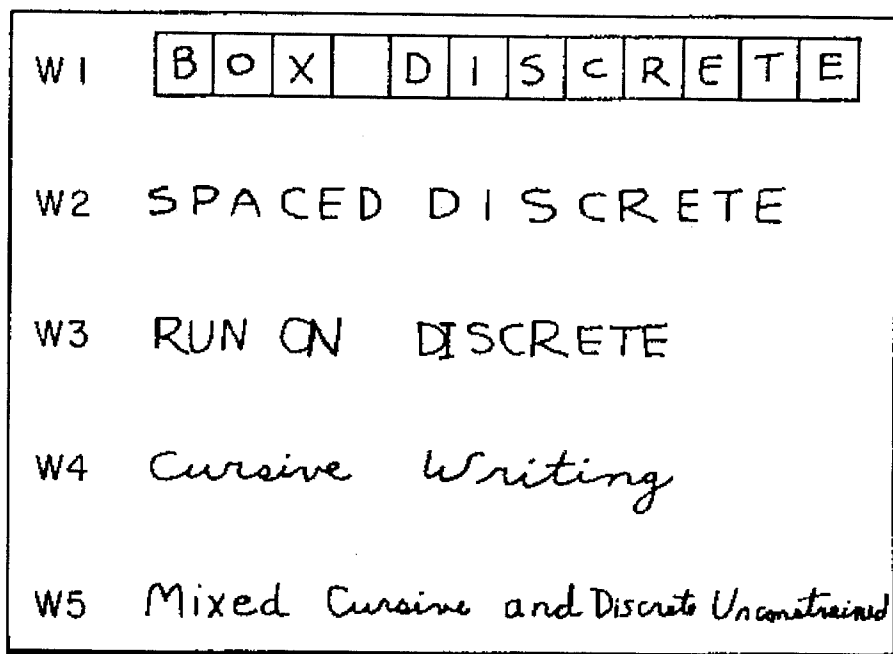 W1 BOX DISCRETE
W2 SPACED DISCRETE
W3 RUN ON DISCRETE
W4 Cursive Writing
W5 Mixed Cursive and Discrete Unconstrained